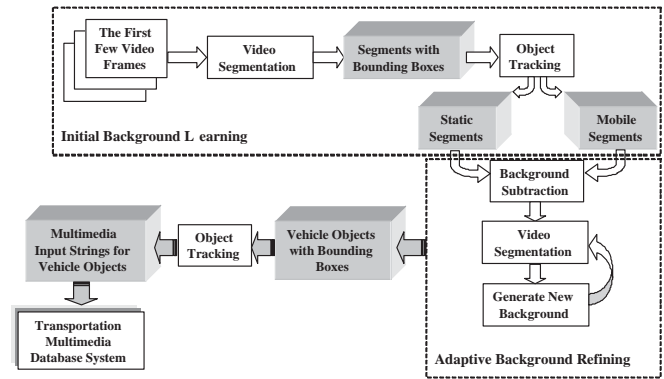 The First
Few Video
Frames
Video
Segmentation
Segments with
Bounding Boxes
Object
Tracking
Static
Segments
Mobile
Segments
Initial Background L earning
Background
Subtraction
Video
Segmentation
Generate New
Background
Adaptive Background Refining
Vehicle Objects
with Bounding
Boxes
Object
Tracking
Multimedia
Input Strings for
Vehicle Objects
Transportation
Multimedia
Database System